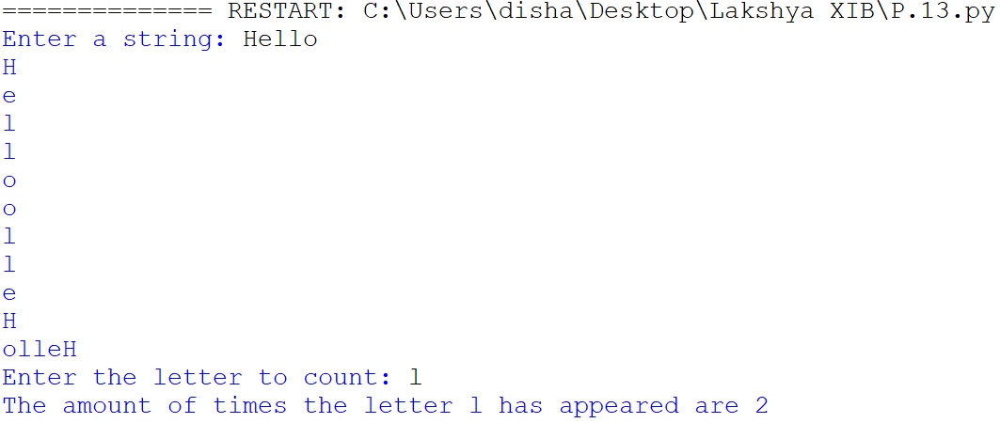 ============== RESTART: C:\Users\disha\Desktop\Lakshya XIB\P.13.py
Enter a string: Hello
H
e
l
l
o
o
l
l
e
H
olleH
Enter the letter to count: l
The amount of times the letter l has appeared are 2